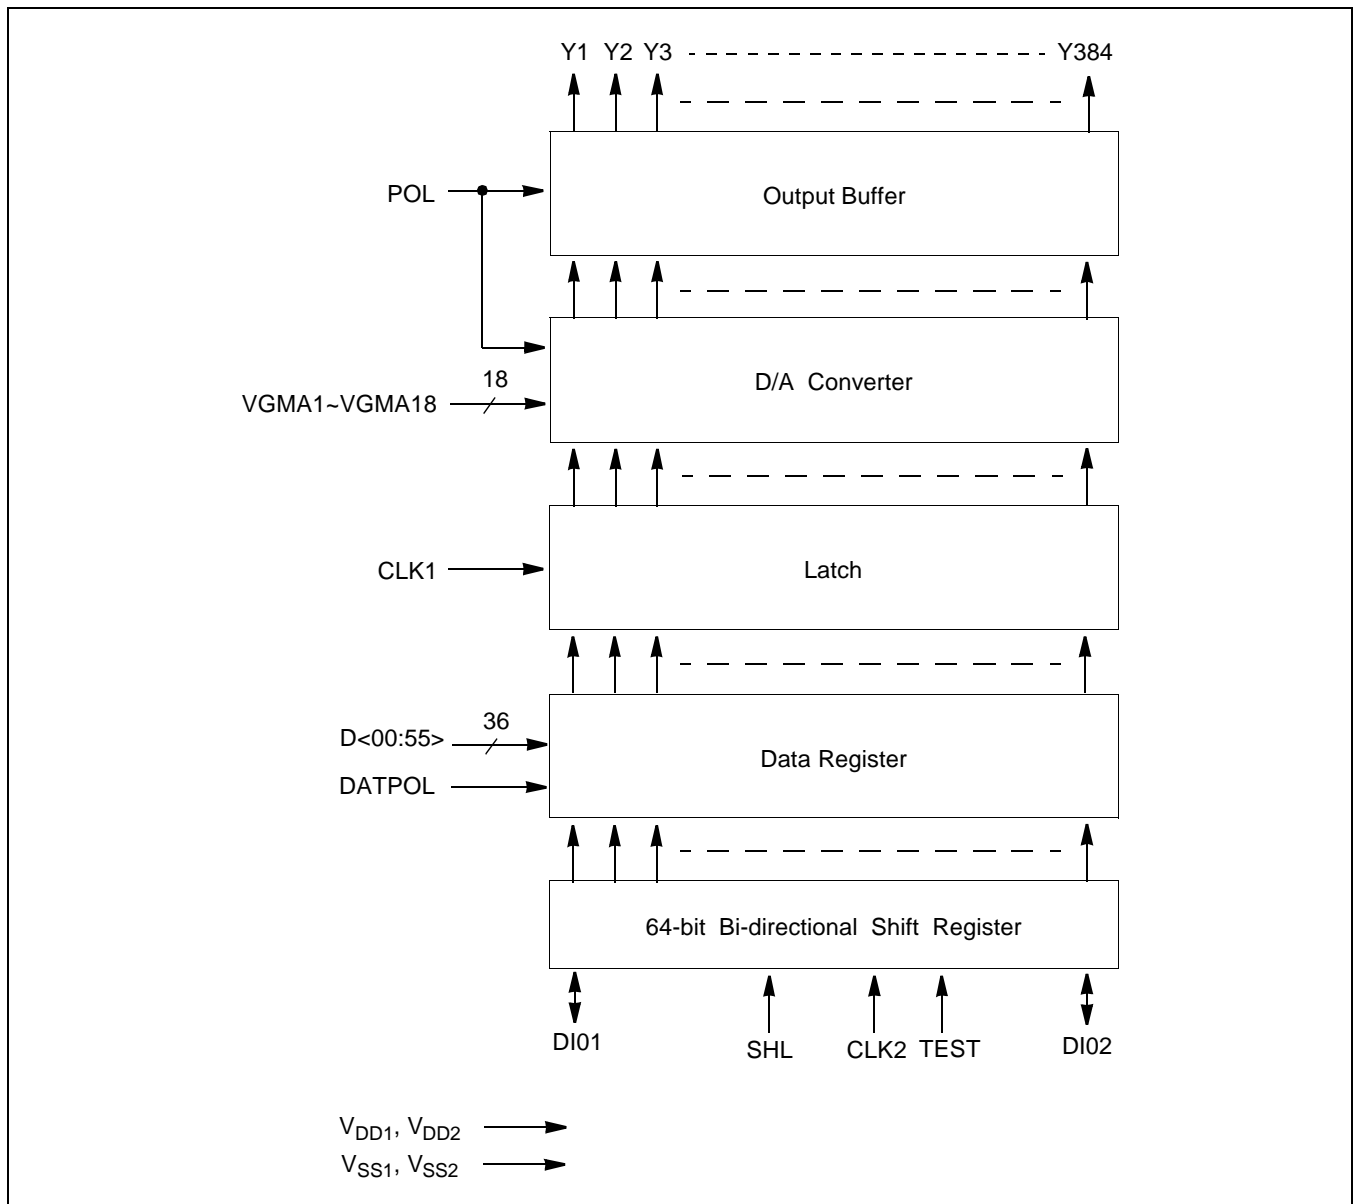 Y1 Y2 Y3 Y384
POL
Output Buffer
18
VGMA1~VGMA18
D/A Converter
CLK1
Latch
36
D<00:55>
DATPOL
Data Register
64-bit Bi-directional Shift Register
DI01 SHL CLK2 TEST DI02
VDD1, VDD2
VSS1, VSS2